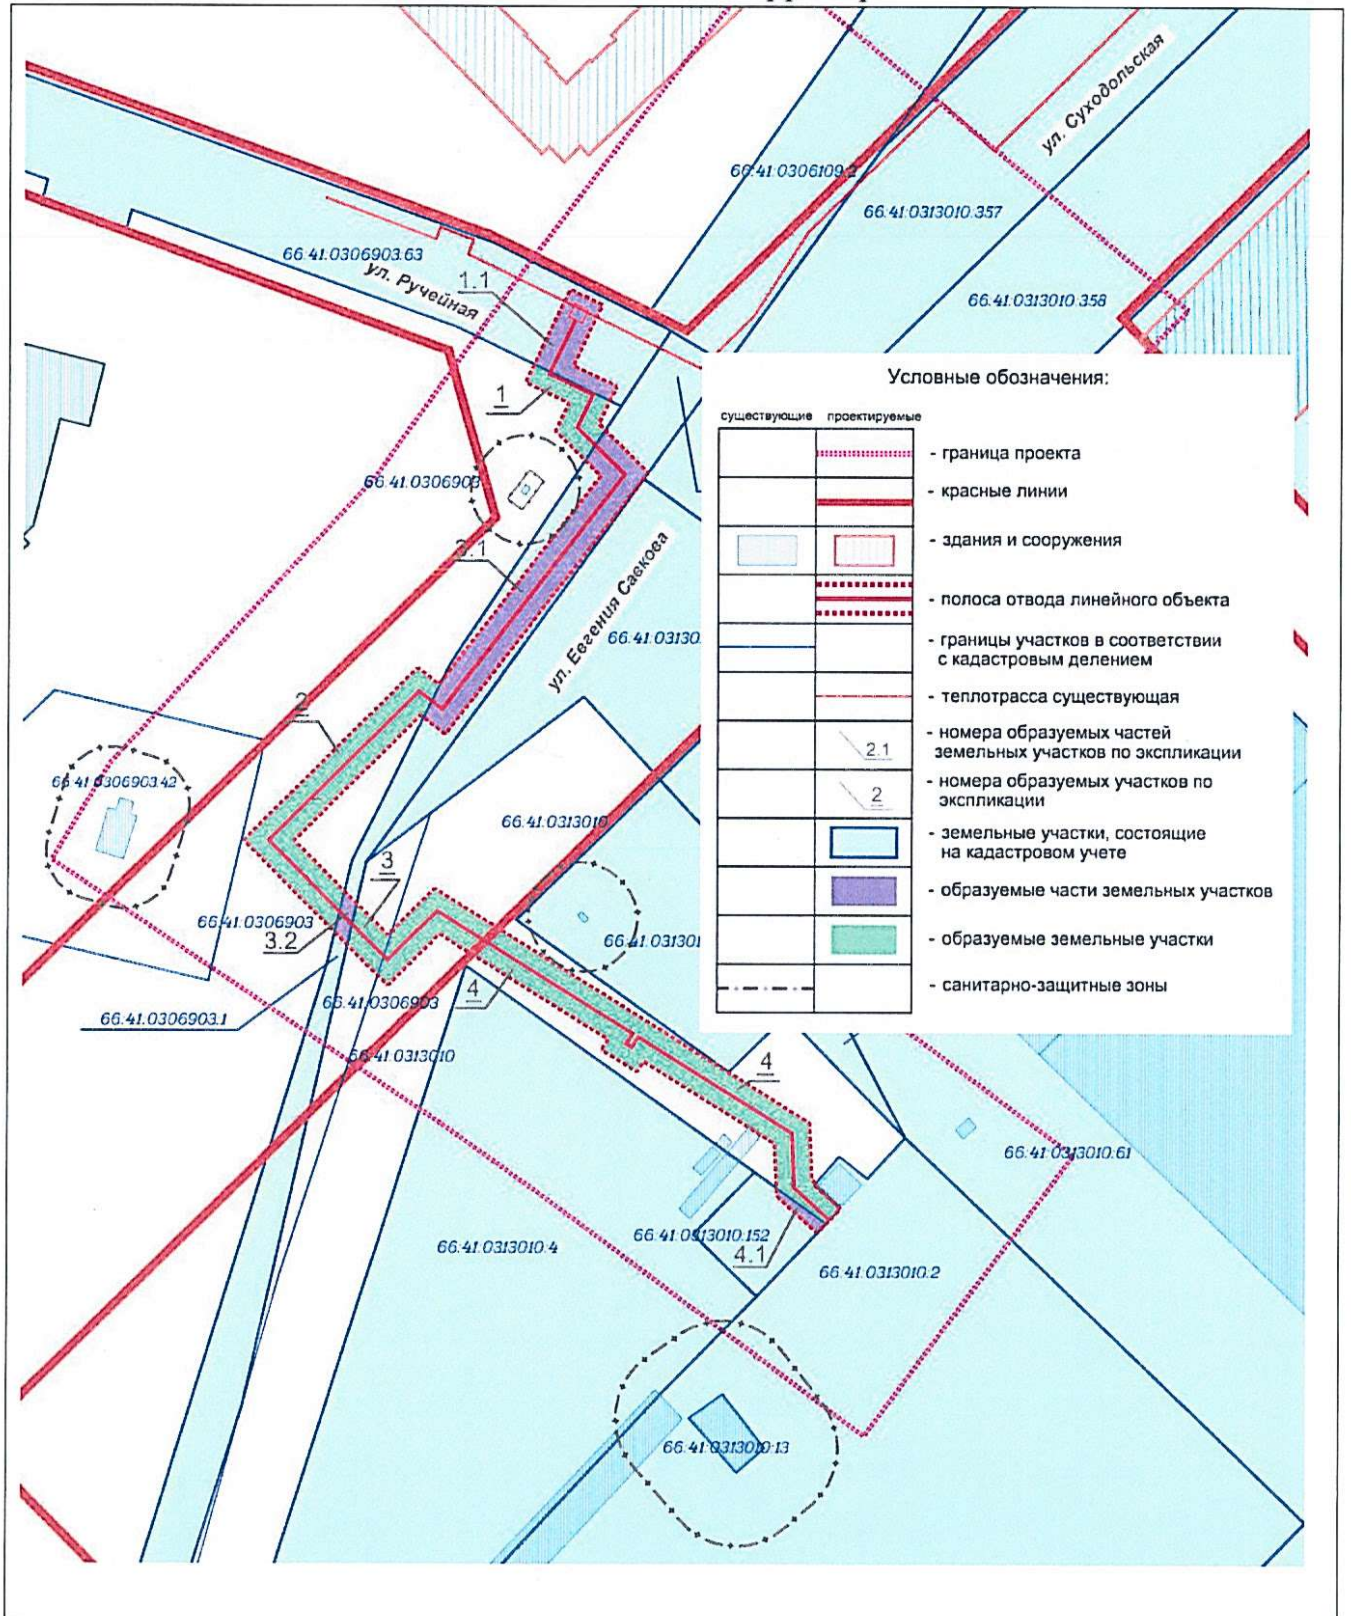 ул. Суходольская
66:41:0306109:2
66:41:0313010:357
66:41:0306903:63
ул. Ручейная
1.1
66:41:0313010:358
1
66:41:0306903
3.1
ул. Евгения Савкова
66:41:03130
2
66:41:0306903:42
66:41:0313010
3
66:41:0306903
3.2
66:41:031301
66:41:0306903
4
66:41:0306903:1
66:41:0313010
4
66:41:0313010:61
66:41:0313010:152
66:41:0313010:4
4.1
66:41:0313010:2
66:41:0313010:13
Условные обозначения:
существующие проектируемые
- граница проекта
- красные линии
- здания и сооружения
- полоса отвода линейного объекта
- границы участков в соответствии
с кадастровым делением
- теплотрасса существующая
2.1
- номера образуемых частей
земельных участков по экспликации
2
- номера образуемых участков по
экспликации
- земельные участки, состоящие
на кадастровом учете
- образуемые части земельных участков
- образуемые земельные участки
- санитарно-защитные зоны